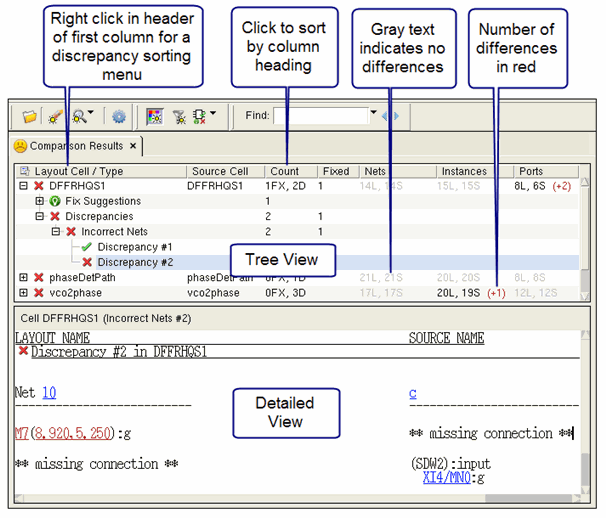 Right click in header
of first column for a
discrepancy sorting
menu
Click to sort
by column
heading
Gray text
indicates no
differences
Number of
differences
in red
Find:
Comparison Results ×
Layout Cell / Type Source Cell Count Fixed Nets Instances Ports
DFFRHQS1 DFFRHQS1 1FX, 2D 1 14L, 14S 15L, 15S 8L, 6S (+2)
Fix Suggestions 1
Discrepancies 2 1
Incorrect Nets 2 1
Discrepancy #1
Discrepancy #2
Tree View
phaseDetPath phaseDetPath 0FX, 1D 21L, 21S 20L, 20S 8L, 8S
vco2phase vco2phase 0FX, 3D 17L, 17S 20L, 19S (+1) 12L, 12S
Cell DFFRHQS1 (Incorrect Nets #2)
LAYOUT NAME SOURCE NAME
Discrepancy #2 in DFFRHQS1
Net 10 c
Detailed
View
M7(8.920,5.250):g ** missing connection **
** missing connection ** (SDW2):input
XI4/MN0:g